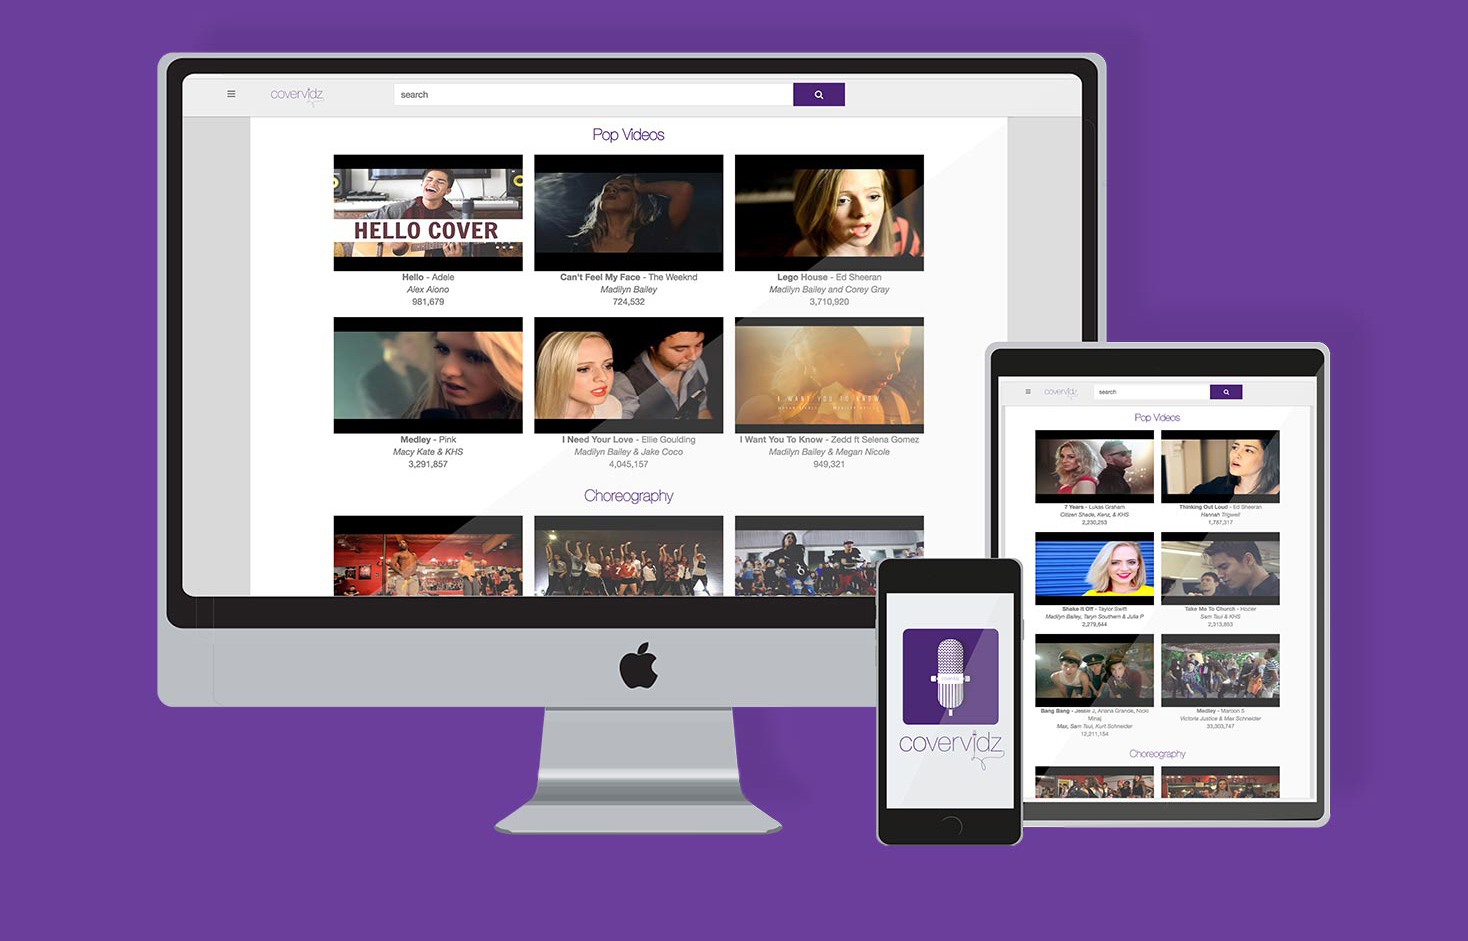 covervidz
search
Pop Videos
HELLO COVER
Hello - Adele
Alex Aiono
981,679
Can't Feel My Face - The Weeknd
Madilyn Bailey
724,532
Lego House - Ed Sheeran
Madilyn Bailey and Corey Gray
3,710,920
Medley - Pink
Macy Kate & KHS
3,291,857
I Need Your Love - Ellie Goulding
Madilyn Bailey & Jake Coco
4,045,157
I WANT YOU TO KNOW
I Want You To Know - Zedd ft Selena Gomez
Madilyn Bailey & Megan Nicole
949,321
Choreography
covervidz
covervidz
search
Pop Videos
7 Years - Lukas Graham
Citizen Shade, Kenz, & KHS
2,230,253
Thinking Out Loud - Ed Sheeran
Hannah Trigwell
1,787,317
Shake It Off - Taylor Swift
Madilyn Bailey, Taryn Southern & Julia P
2,279,644
Take Me To Church - Hozier
Sam Tsui & KHS
2,313,853
Bang Bang - Jessie J, Ariana Grande, Nicki
Minaj
Max, Sam Tsui, Kurt Schneider
12,211,154
Medley - Maroon 5
Victoria Justice & Max Schneider
33,303,747
Choreography